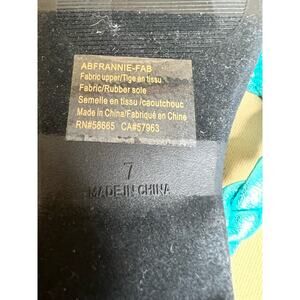 ABFRANNIE-FAB
Fabric upper/Tige en tissu
Fabric/Rubber sole
Semelle en tissu/caoutchouc
Made in China/Fabriqué en Chine
RN#58665 CA#57963
7
MADE IN CHINA